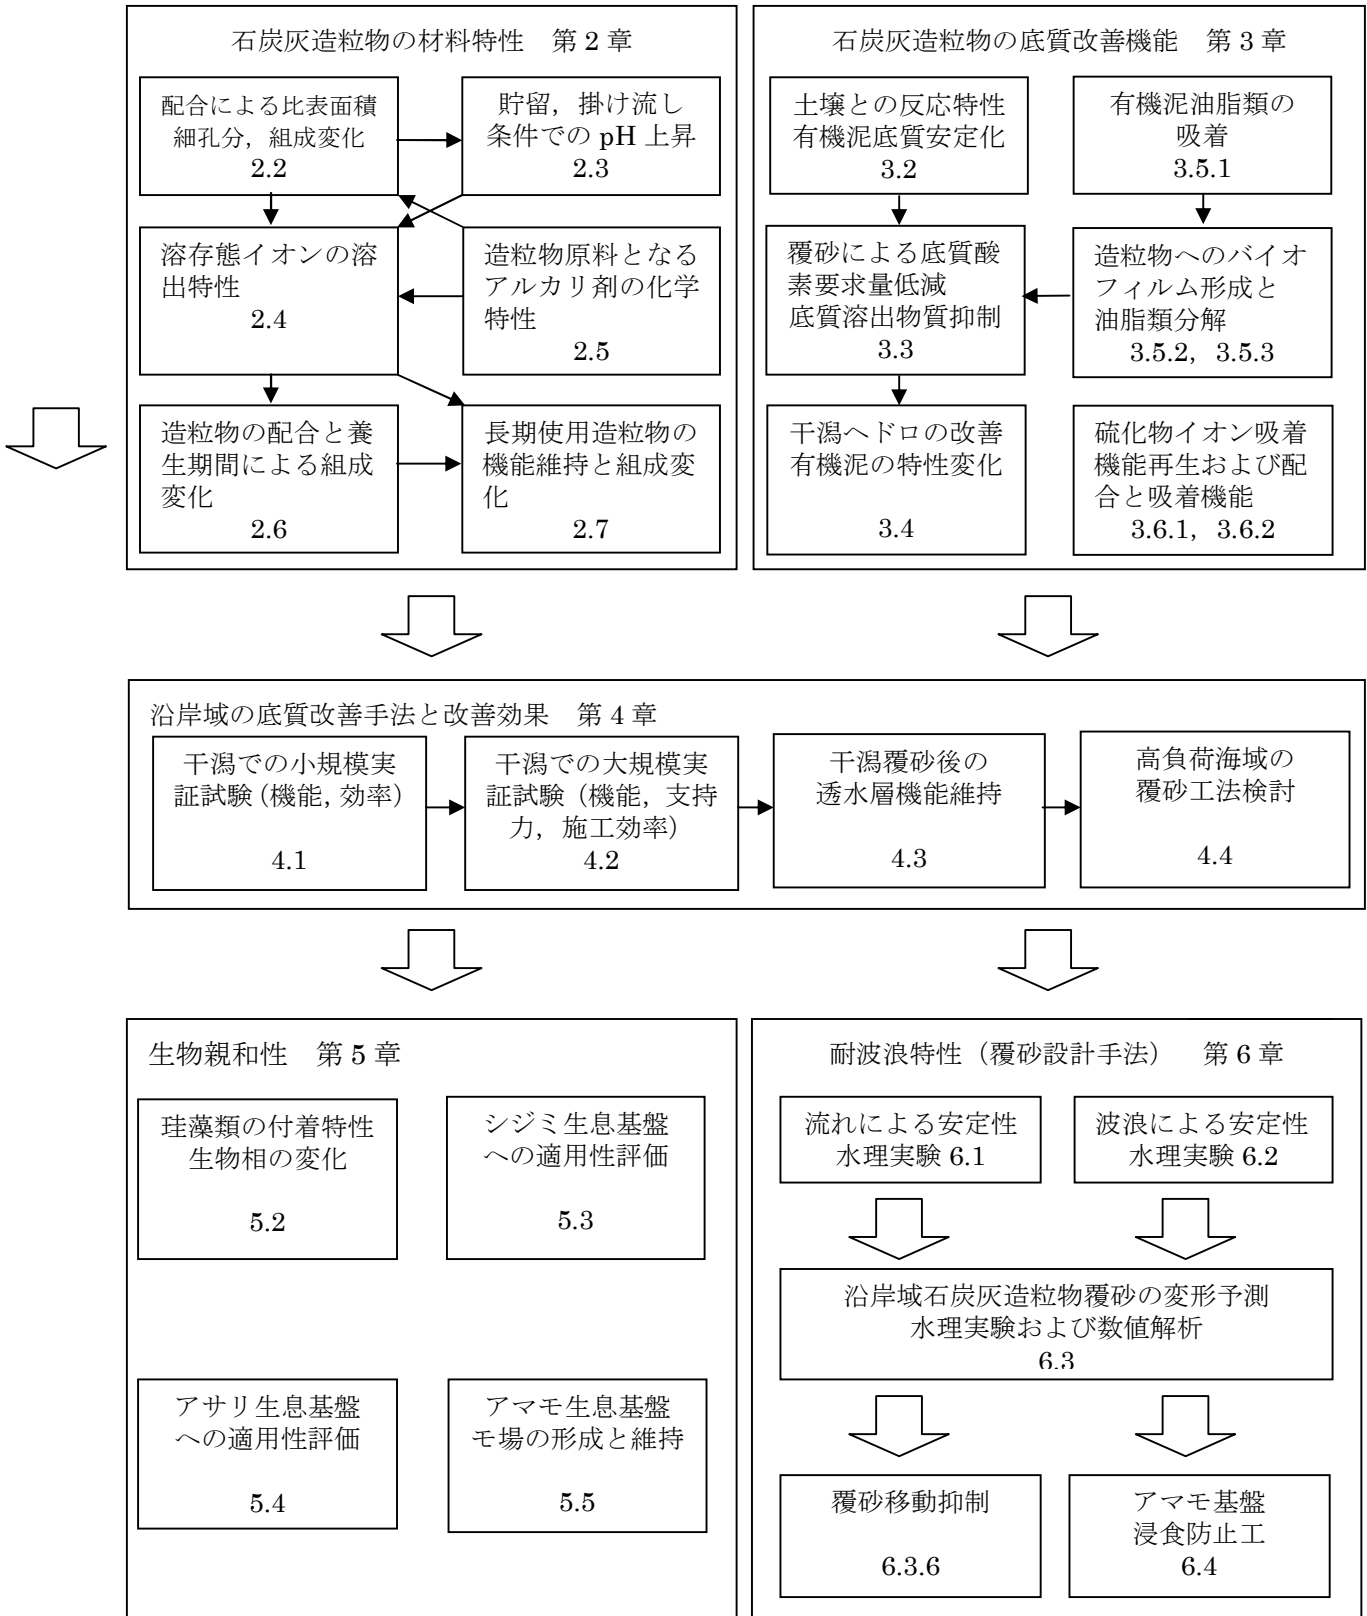 石炭灰造粒物の材料特性　第 2 章
配合による比表面積
細孔分，組成変化
2.2
貯留，掛け流し
条件での pH 上昇
2.3
溶存態イオンの溶
出特性
2.4
造粒物原料となる
アルカリ剤の化学
特性
2.5
造粒物の配合と養
生期間による組成
変化
2.6
長期使用造粒物の
機能維持と組成変
化
2.7
石炭灰造粒物の底質改善機能　第 3 章
土壌との反応特性
有機泥底質安定化
3.2
有機泥油脂類の
吸着
3.5.1
覆砂による底質酸
素要求量低減
底質溶出物質抑制
3.3
造粒物へのバイオ
フィルム形成と
油脂類分解
3.5.2，3.5.3
干潟ヘドロの改善
有機泥の特性変化
3.4
硫化物イオン吸着
機能再生および配
合と吸着機能
3.6.1，3.6.2
沿岸域の底質改善手法と改善効果　第 4 章
干潟での小規模実
証試験（機能，効率）
4.1
干潟での大規模実
証試験（機能，支持
力，施工効率）
4.2
干潟覆砂後の
透水層機能維持
4.3
高負荷海域の
覆砂工法検討
4.4
生物親和性　第 5 章
珪藻類の付着特性
生物相の変化
5.2
シジミ生息基盤
への適用性評価
5.3
アサリ生息基盤
への適用性評価
5.4
アマモ生息基盤
モ場の形成と維持
5.5
耐波浪特性（覆砂設計手法）　第 6 章
流れによる安定性
水理実験 6.1
波浪による安定性
水理実験 6.2
沿岸域石炭灰造粒物覆砂の変形予測
水理実験および数値解析
6.3
覆砂移動抑制
6.3.6
アマモ基盤
浸食防止工
6.4